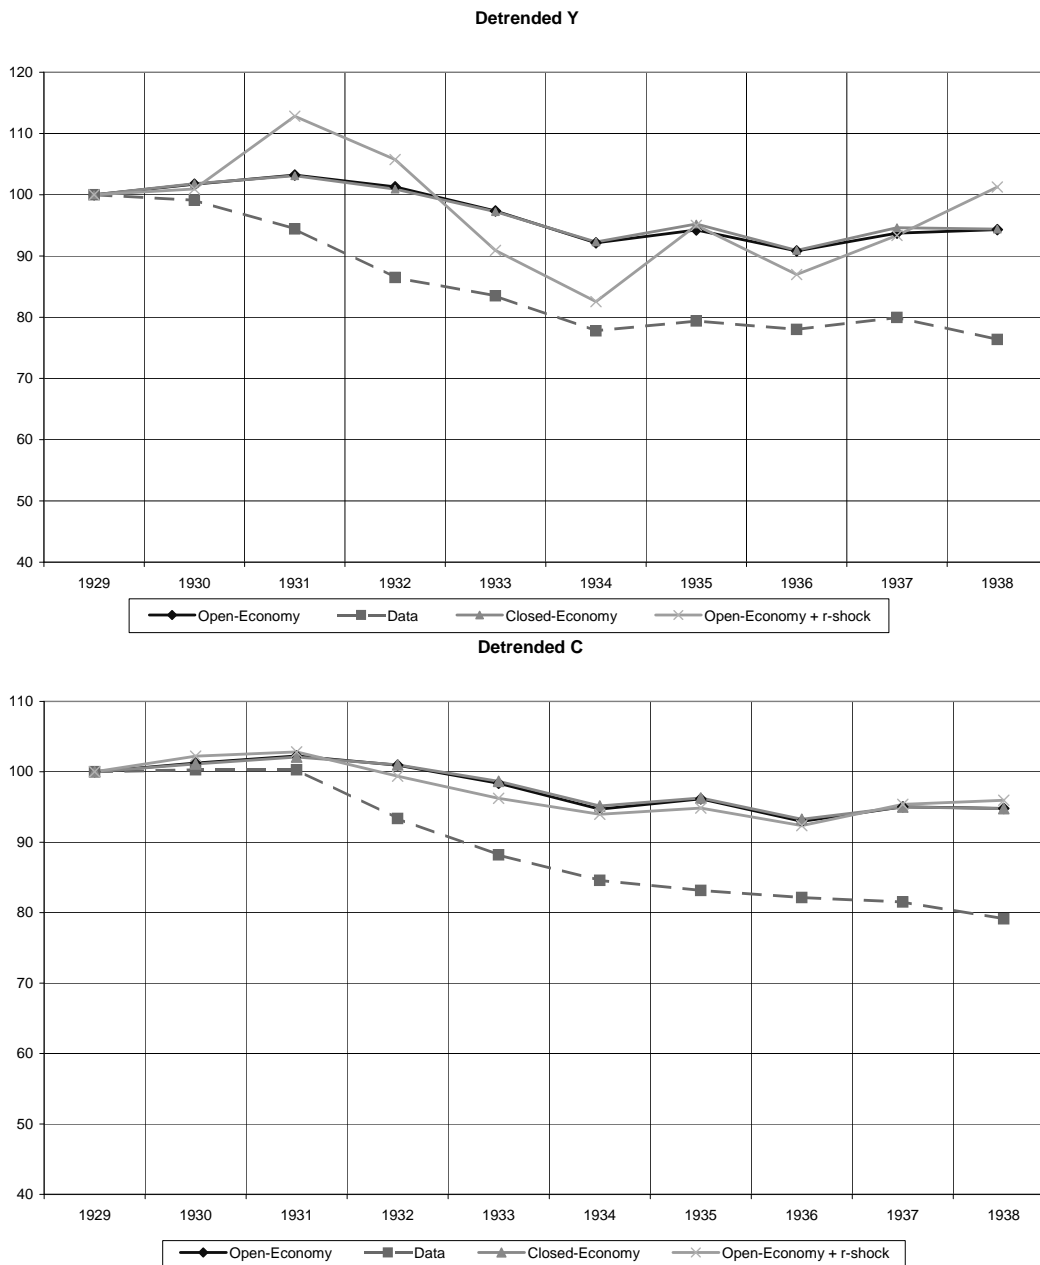 Detrended Y
120
110
100
90
80
70
60
50
40
1929 1930 1931 1932 1933 1934 1935 1936 1937 1938
Open-Economy Data Closed-Economy Open-Economy + r-shock
Detrended C
110
100
90
80
70
60
50
40
1929 1930 1931 1932 1933 1934 1935 1936 1937 1938
Open-Economy Data Closed-Economy Open-Economy + r-shock